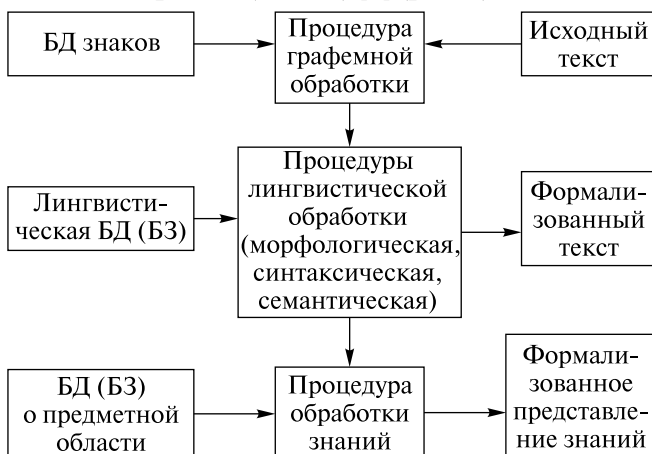 БД знаков
Процедура
графемной
обработки
Исходный
текст
Лингвисти-
ческая БД (БЗ)
Процедуры
лингвистической
обработки
(морфологическая,
синтаксическая,
семантическая)
Формали-
зованный
текст
БД (БЗ)
о предметной
области
Процедура
обработки
знаний
Формали-
зованное
представле-
ние знаний